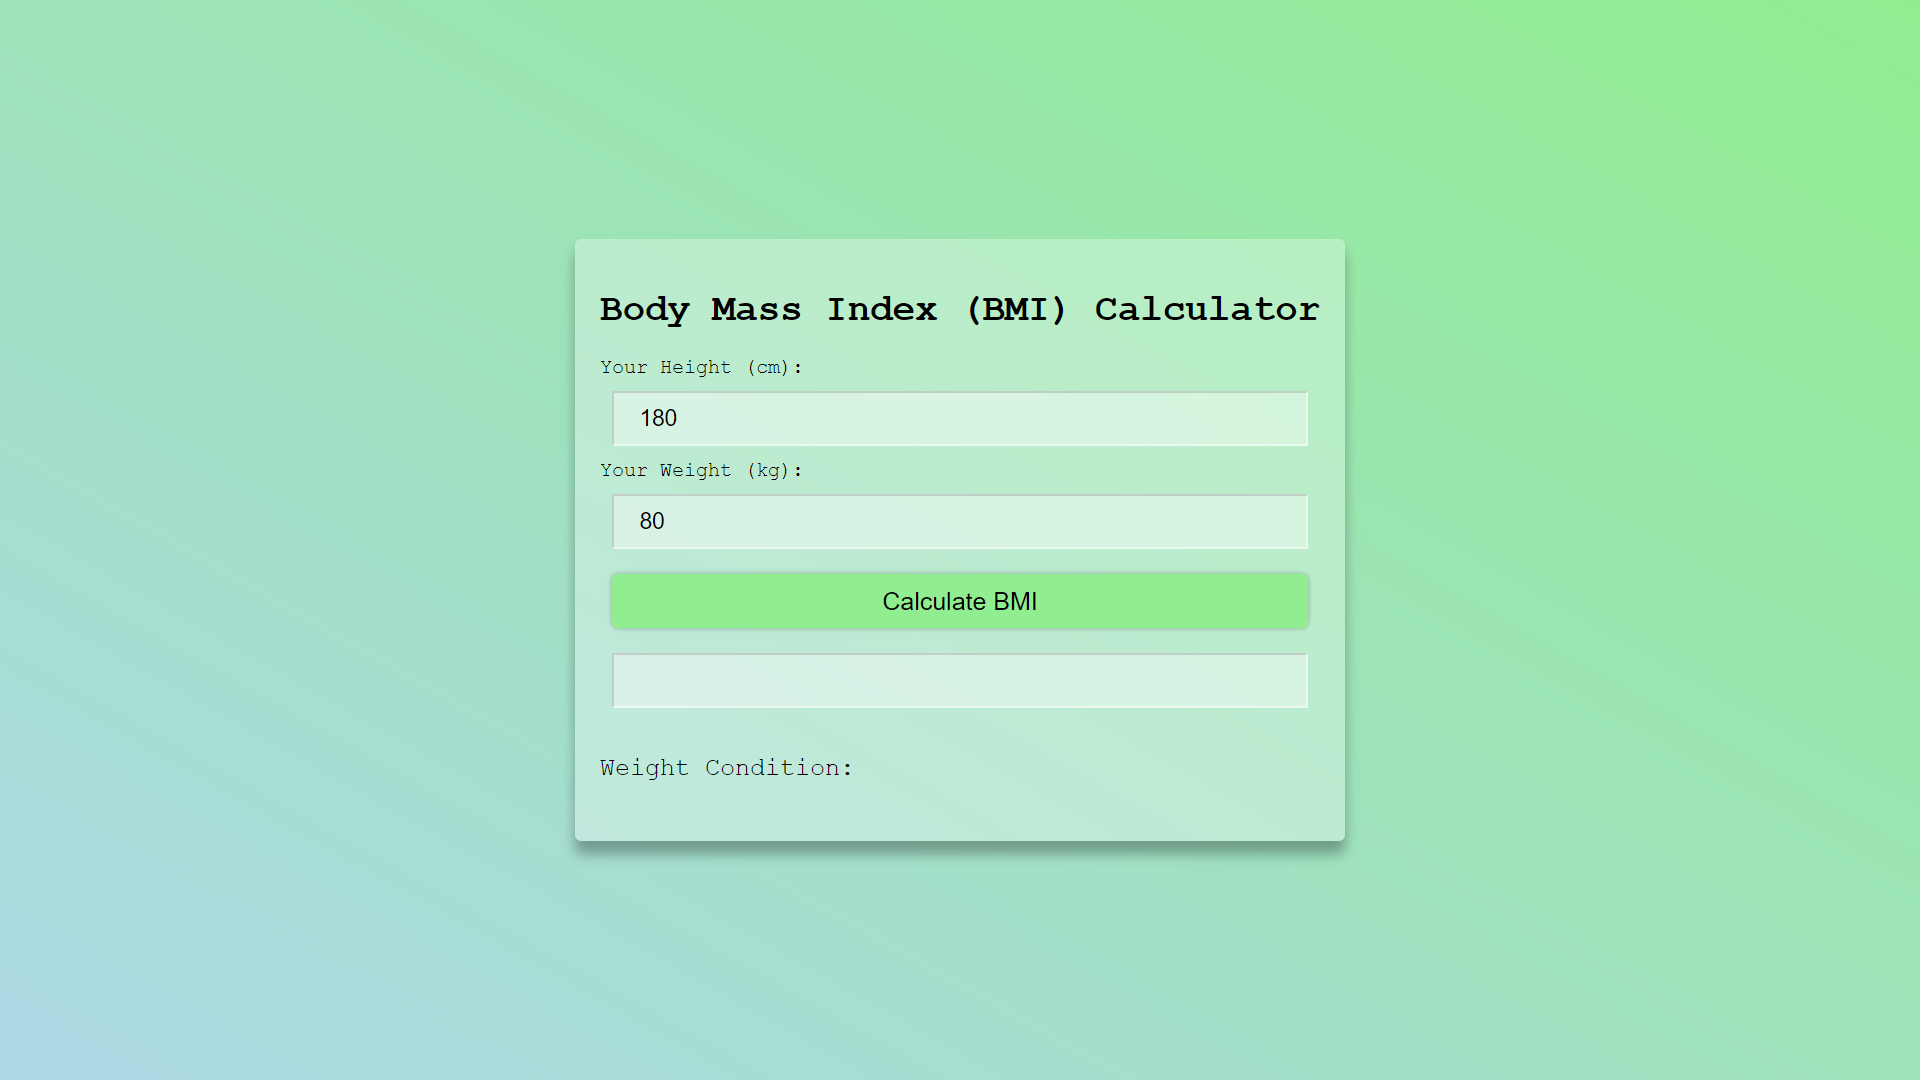 Body Mass Index (BMI) Calculator
Your Height (cm):
180
Your Weight (kg):
80
Calculate BMI
Weight Condition: